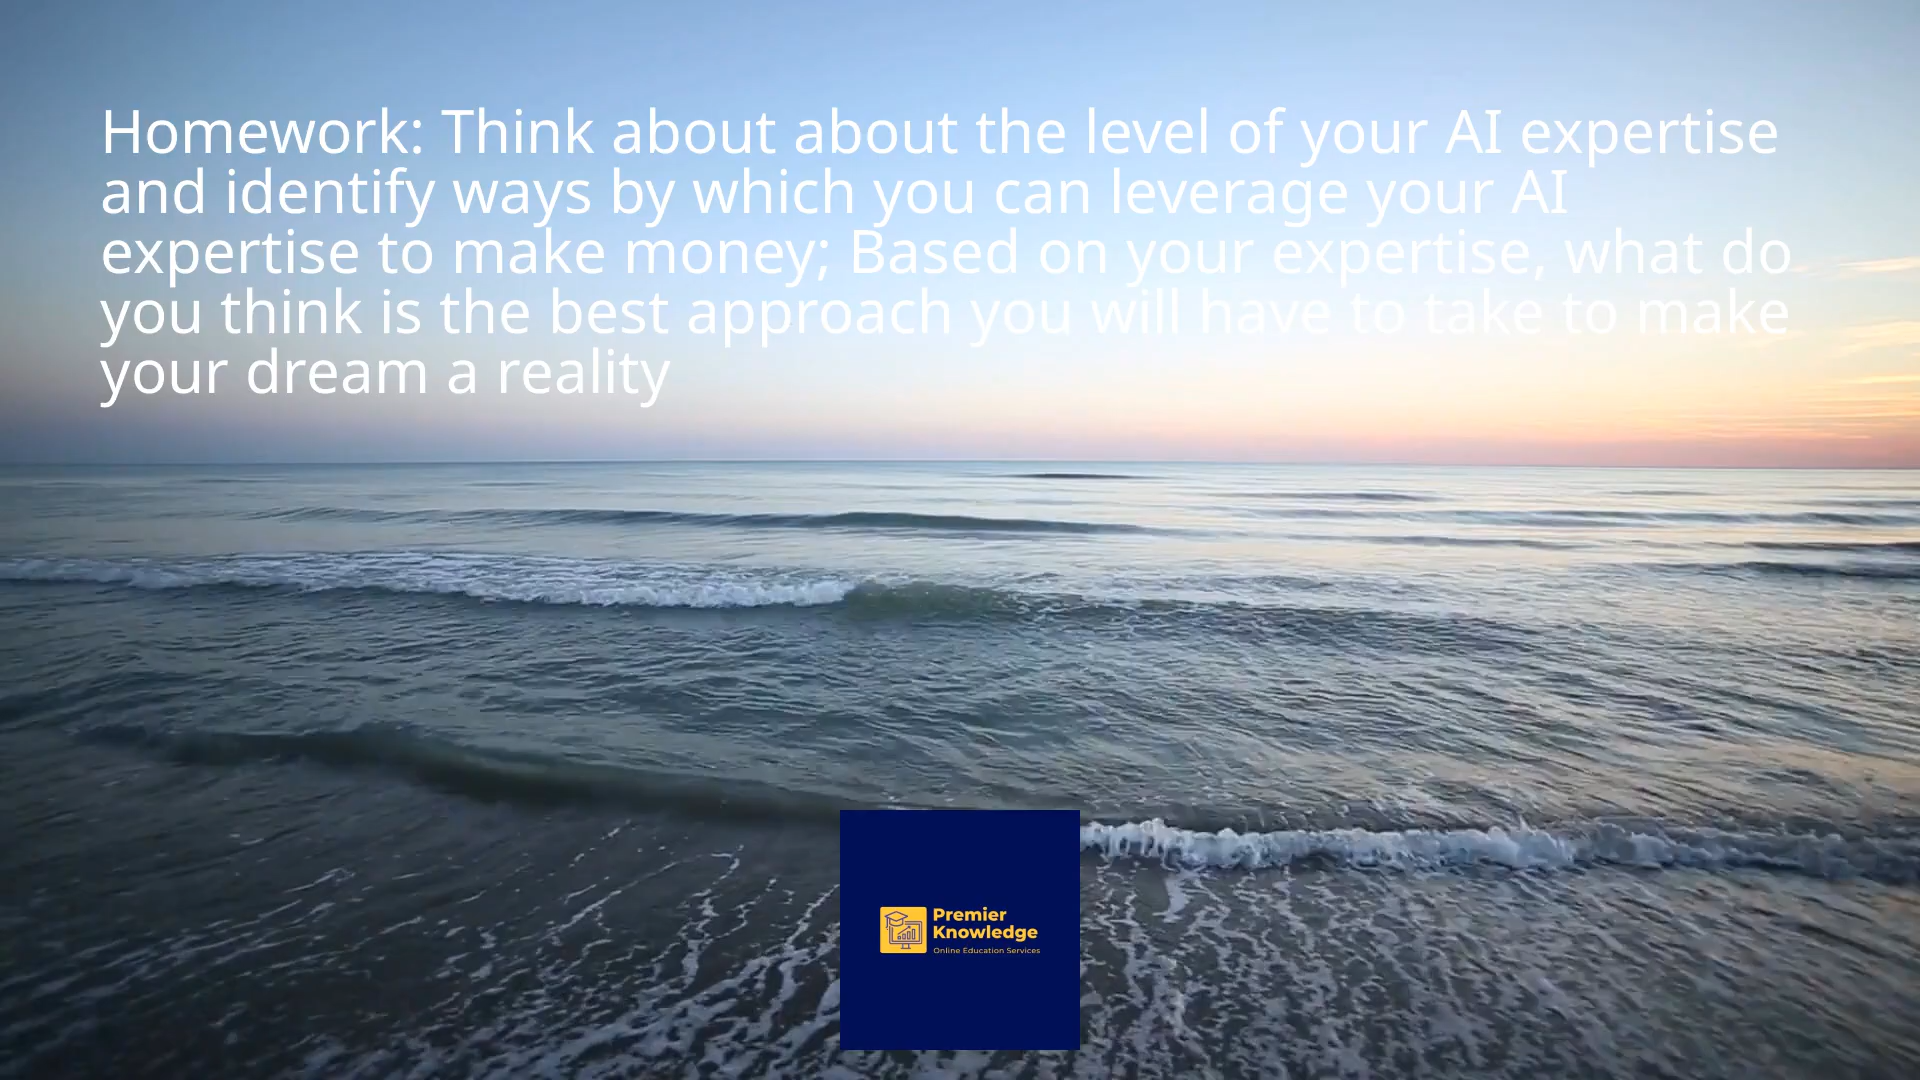 Homework: Think about about the level of your AI expertise
and identify ways by which you can leverage your AI
expertise to make money; Based on your expertise, what do
you think is the best approach you will have to take to make
your dream a reality
Premier
Knowledge
Online Education Services